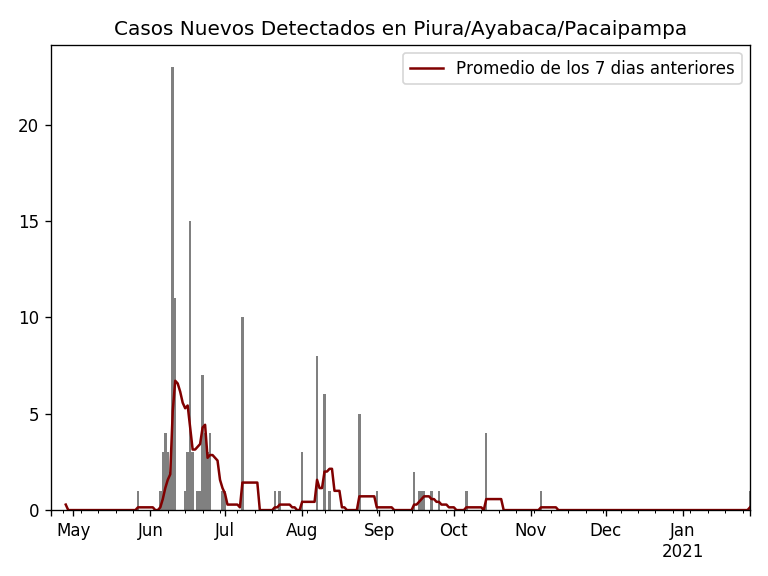 Casos Nuevos Detectados en Piura/Ayabaca/Pacaipampa
Promedio de los 7 dias anteriores
20
15
10
5
0
May Jun Jul Aug Sep Oct Nov Dec Jan
2021